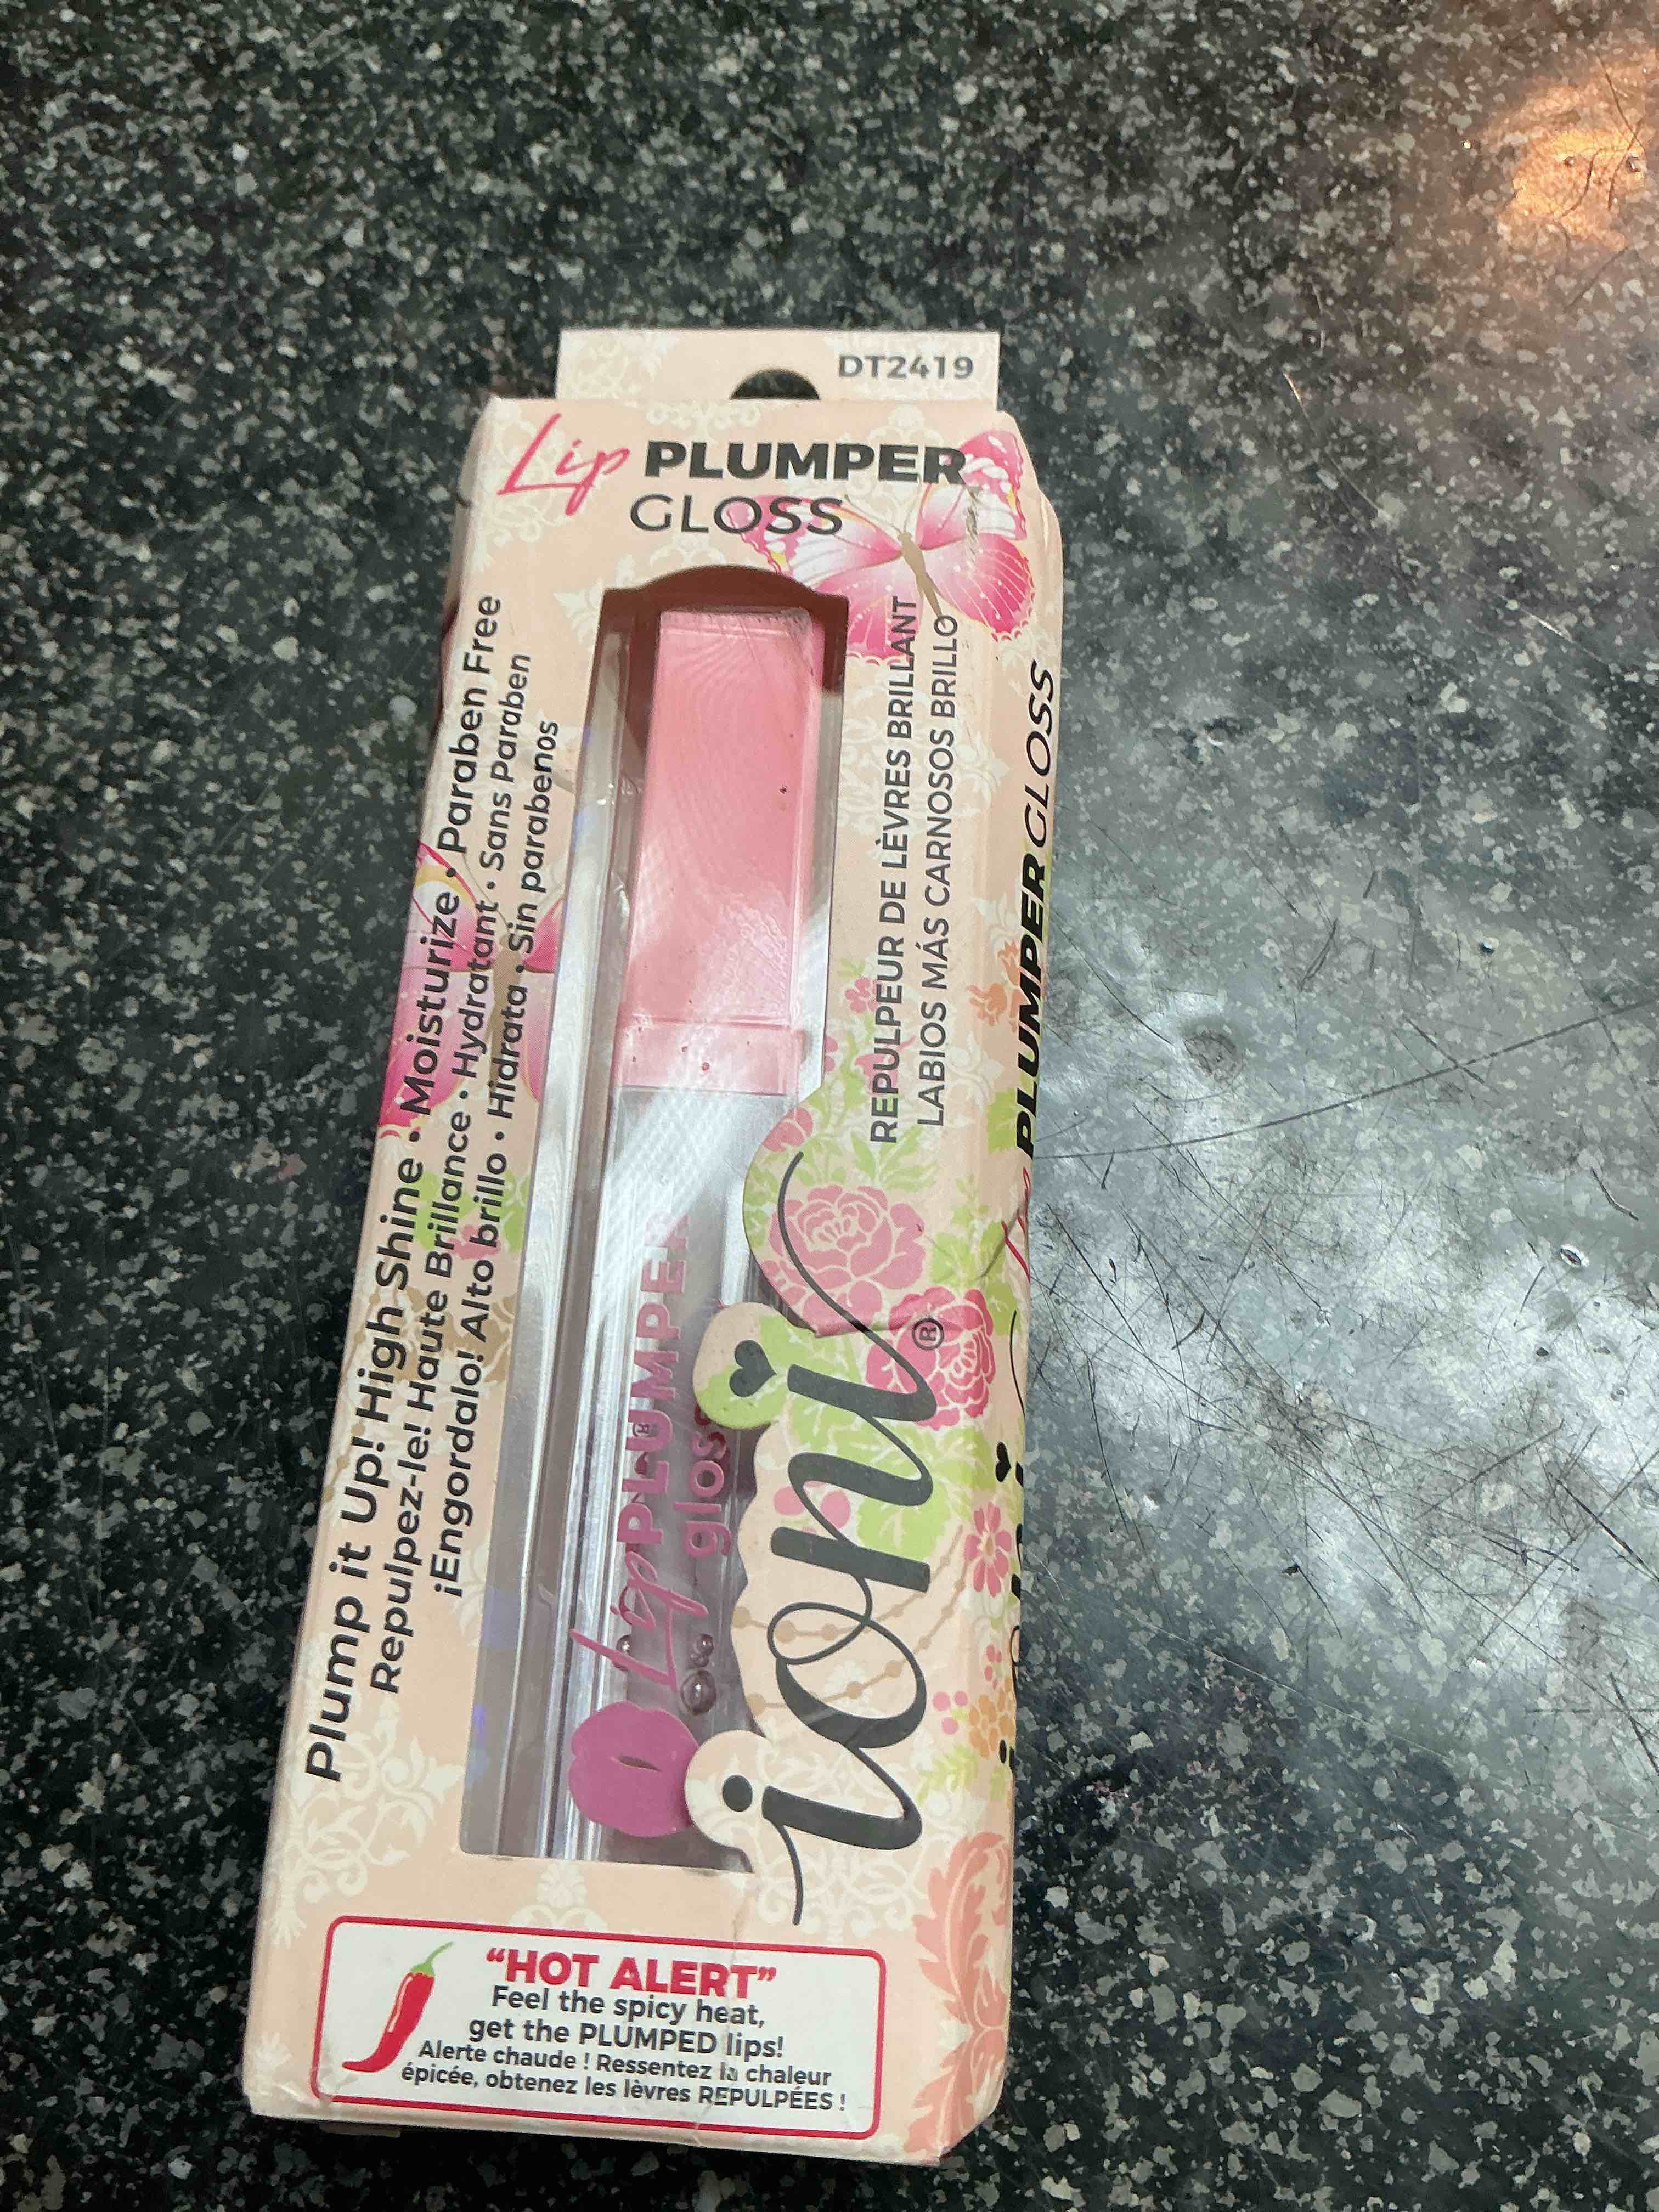 DT2419
Lip PLUMPER
GLOSS
Plump it Up! High Shine • Moisturize • Paraben Free
Repulpez-le! Haute Brillance • Hydratant • Sans Paraben
¡Engordalo! Alto brillo • Hidrata • Sin parabenos
REPULPEUR DE LÈVRES BRILLANT
LABIOS MÁS CARNOSOS BRILLO
Lip PLUMPER
glos
ioni®
Lip PLUMPER GLOSS
"HOT ALERT"
Feel the spicy heat,
get the PLUMPED lips!
Alerte chaude ! Ressentez la chaleur
épicée, obtenez les lèvres REPULPÉES !